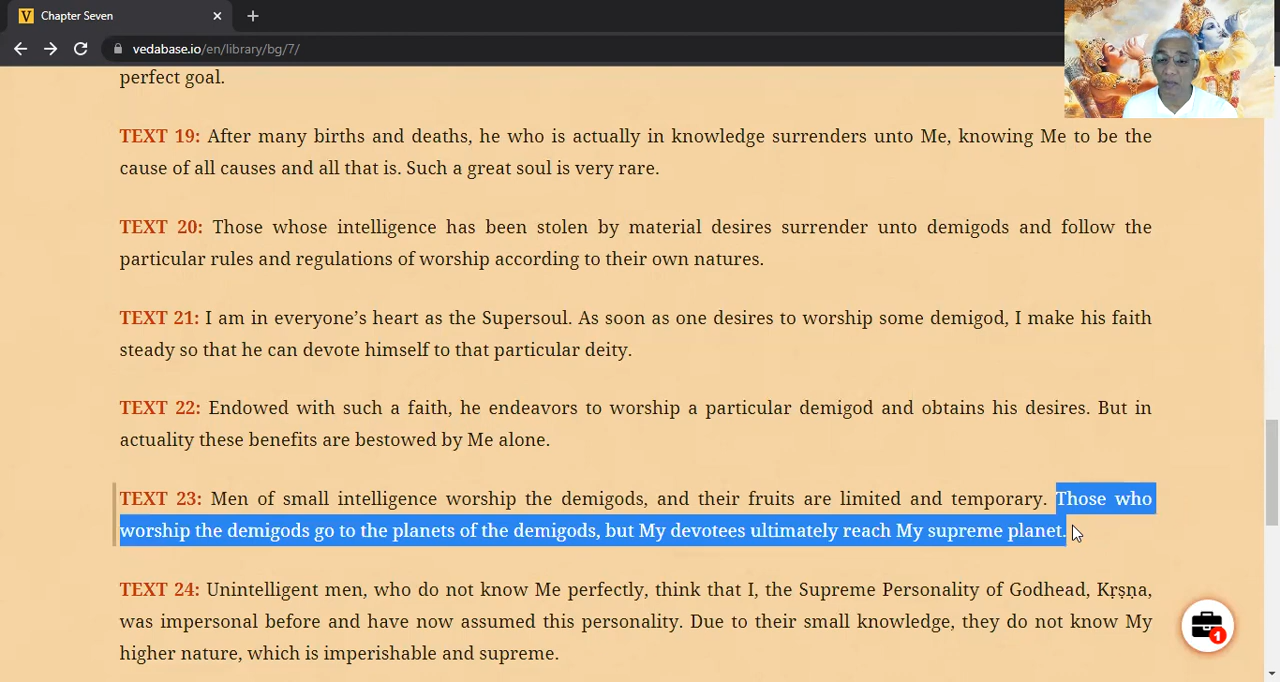 Chapter Seven
vedabase.io/en/library/bg/7/
perfect goal.
TEXT 19: After many births and deaths, he who is actually in knowledge surrenders unto Me, knowing Me to be the
cause of all causes and all that is. Such a great soul is very rare.
TEXT 20: Those whose intelligence has been stolen by material desires surrender unto demigods and follow the
particular rules and regulations of worship according to their own natures.
TEXT 21: I am in everyone’s heart as the Supersoul. As soon as one desires to worship some demigod, I make his faith
steady so that he can devote himself to that particular deity.
TEXT 22: Endowed with such a faith, he endeavors to worship a particular demigod and obtains his desires. But in
actuality these benefits are bestowed by Me alone.
TEXT 23: Men of small intelligence worship the demigods, and their fruits are limited and temporary. Those who
worship the demigods go to the planets of the demigods, but My devotees ultimately reach My supreme planet.
TEXT 24: Unintelligent men, who do not know Me perfectly, think that I, the Supreme Personality of Godhead, Kṛṣṇa,
was impersonal before and have now assumed this personality. Due to their small knowledge, they do not know My
higher nature, which is imperishable and supreme.
1